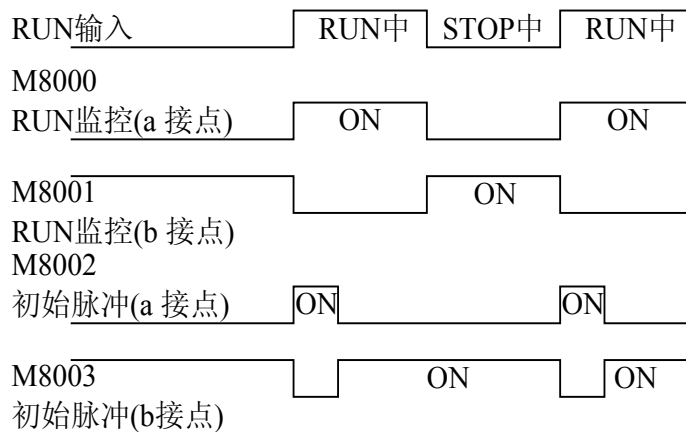 RUN输入 RUN中 STOP中 RUN中
M8000
RUN监控(a 接点) ON ON
M8001 ON
RUN监控(b 接点)
M8002
初始脉冲(a 接点) ON ON
M8003 ON ON
初始脉冲(b接点)